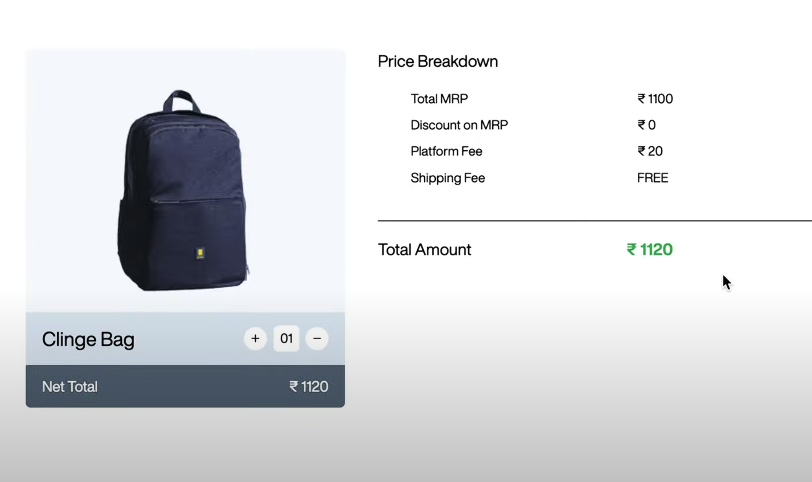 Price Breakdown
Total MRP ₹ 1100
Discount on MRP ₹ 0
Platform Fee ₹ 20
Shipping Fee FREE
Total Amount ₹ 1120
Clinge Bag + 01 −
Net Total ₹ 1120